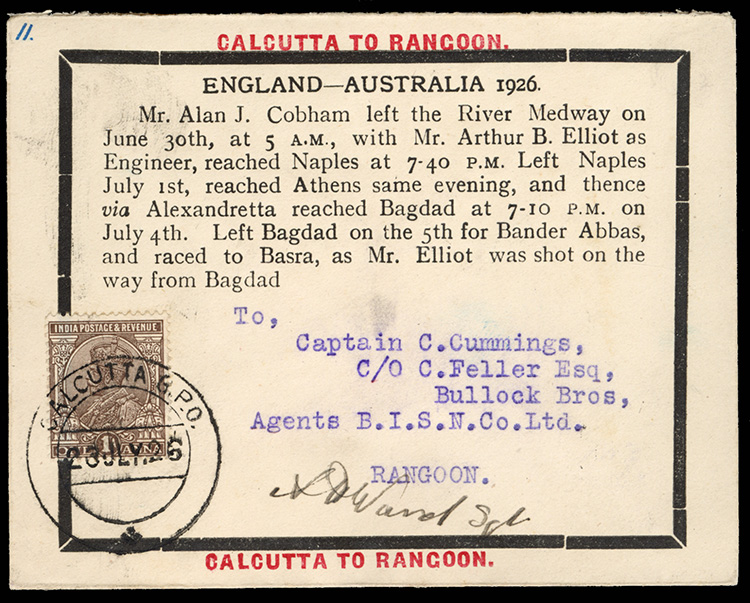 11.
CALCUTTA TO RANGOON.
ENGLAND—AUSTRALIA 1926.
Mr. Alan J. Cobham left the River Medway on
June 30th, at 5 A.M., with Mr. Arthur B. Elliot as
Engineer, reached Naples at 7-40 P.M. Left Naples
July 1st, reached Athens same evening, and thence
via Alexandretta reached Bagdad at 7-10 P.M. on
July 4th. Left Bagdad on the 5th for Bander Abbas,
and raced to Basra, as Mr. Elliot was shot on the
way from Bagdad
To,
Captain C.Cummings,
C/O C.Feller Esq,
Bullock Bros,
Agents B.I.S.N.Co.Ltd.
RANGOON.
INDIA POSTAGE & REVENUE
CALCUTTA G.P.O.
23JLY.26
Ward
CALCUTTA TO RANGOON.